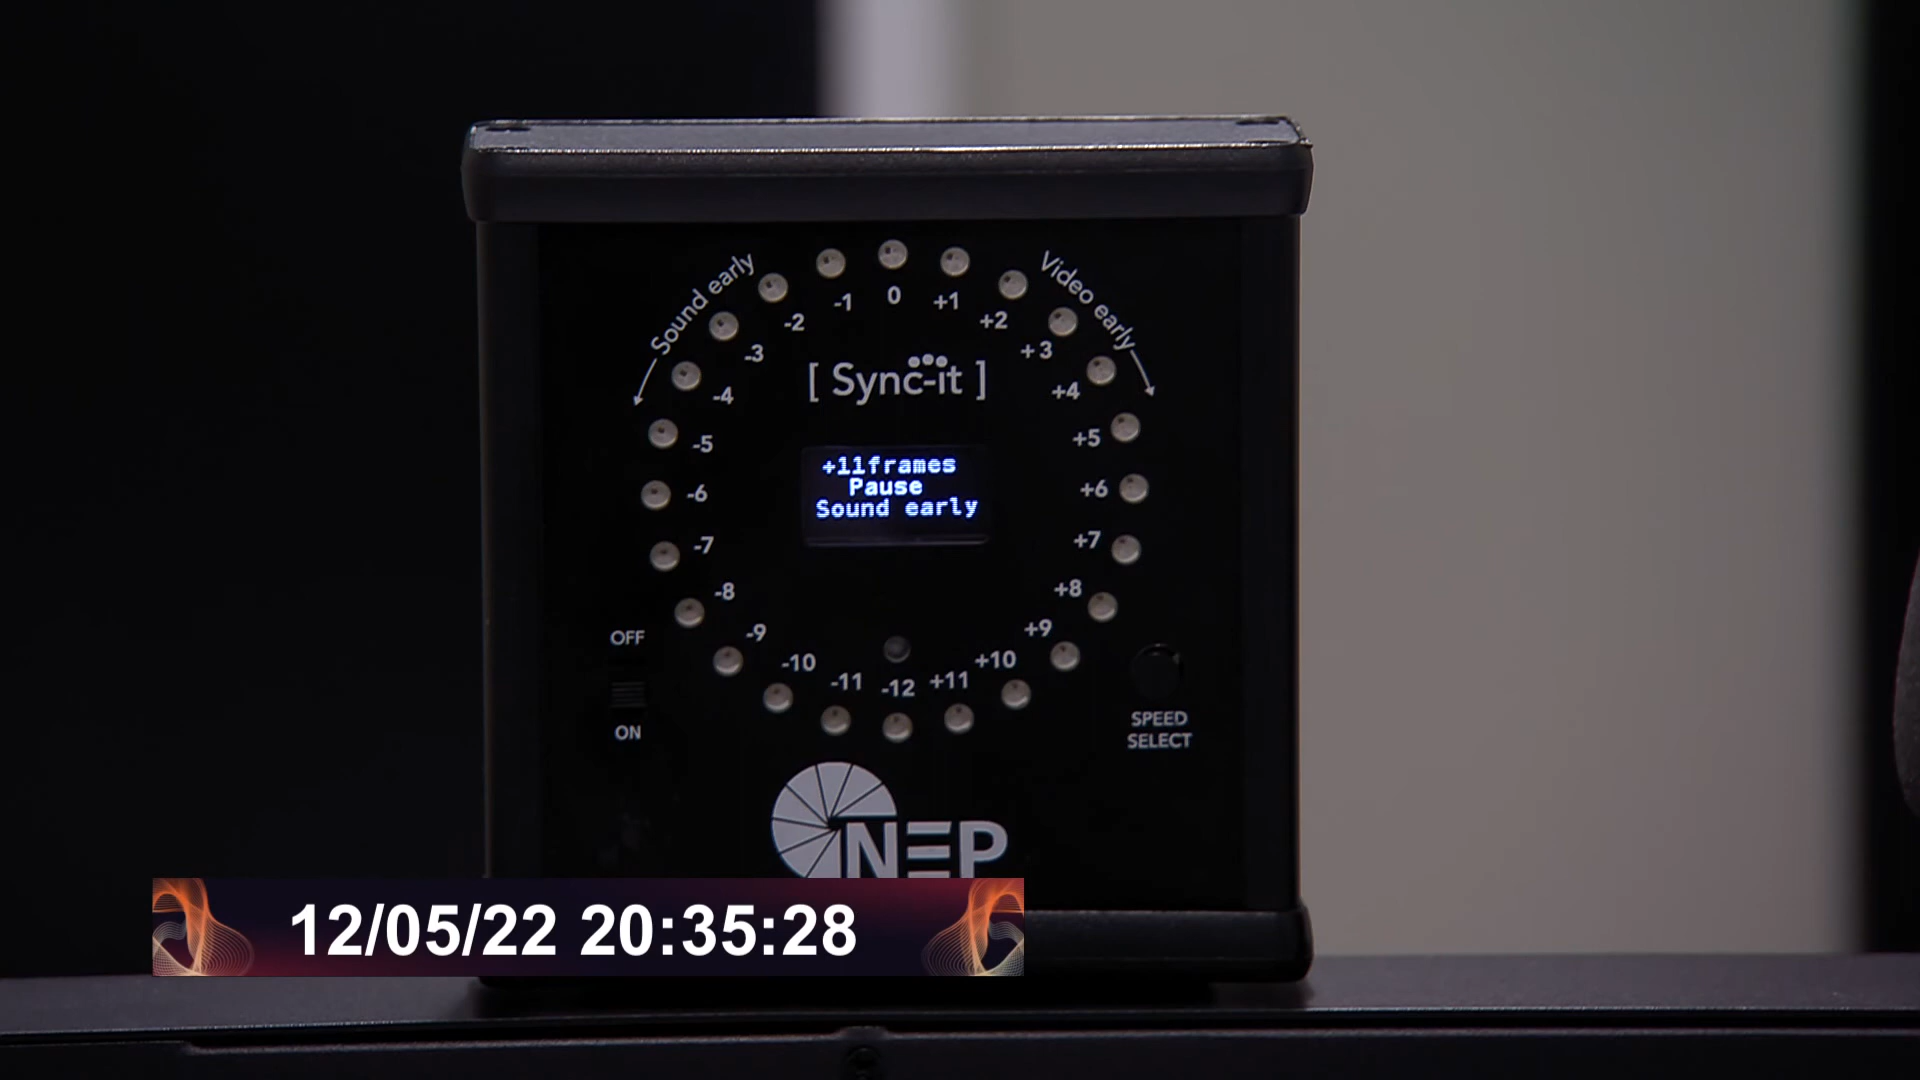 Sound early
Video early
-1
0
+1
-2
+2
-3
+3
-4
+4
-5
+5
-6
+6
-7
+7
-8
+8
-9
+9
-10
+10
-11
-12
+11
[ Sync-it ]
+11frames
Pause
Sound early
OFF
ON
SPEED
SELECT
NEP
12/05/22 20:35:28